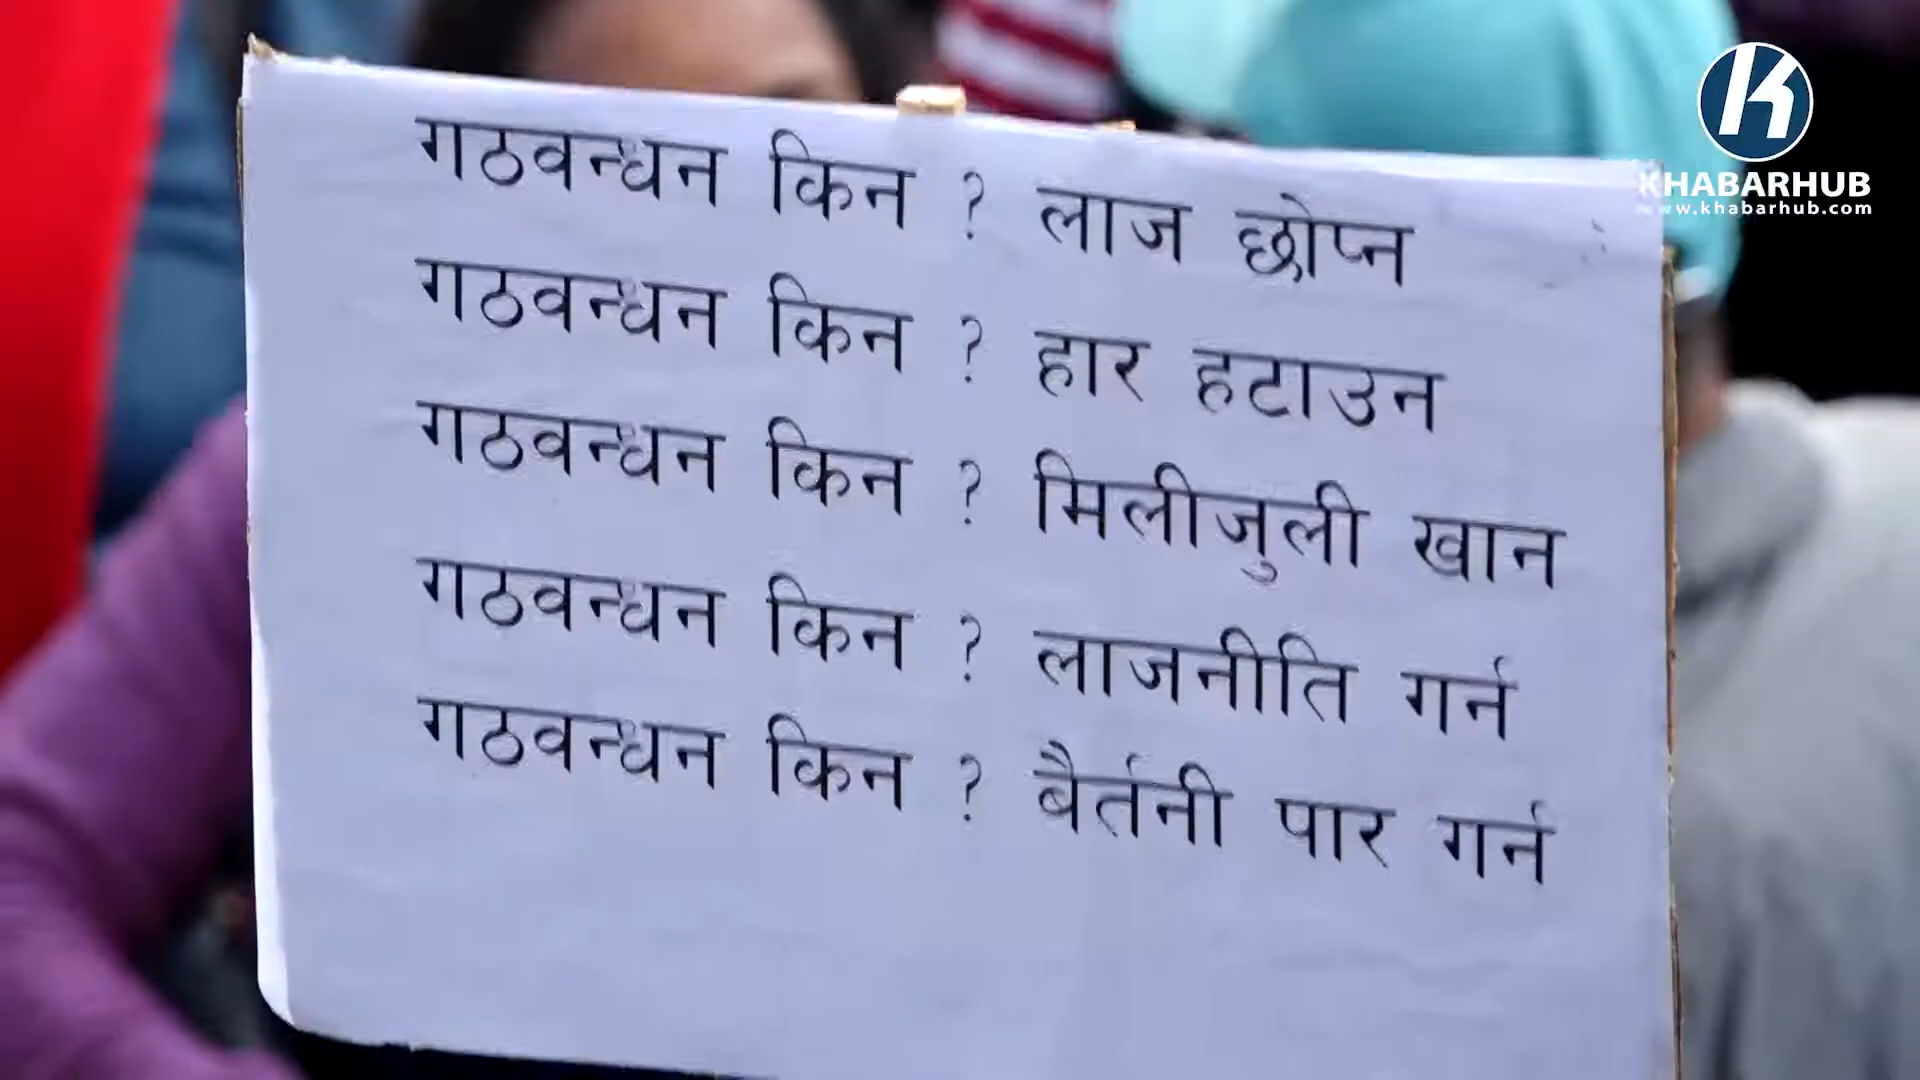 KHABARHUB
www.khabarhub.com
गठवन्धन किन ? लाज छोप्न
गठवन्धन किन ? हार हटाउन
गठवन्धन किन ? मिलीजुली खान
गठवन्धन किन ? लाजनीति गर्न
गठवन्धन किन ? बैर्तनी पार गर्न